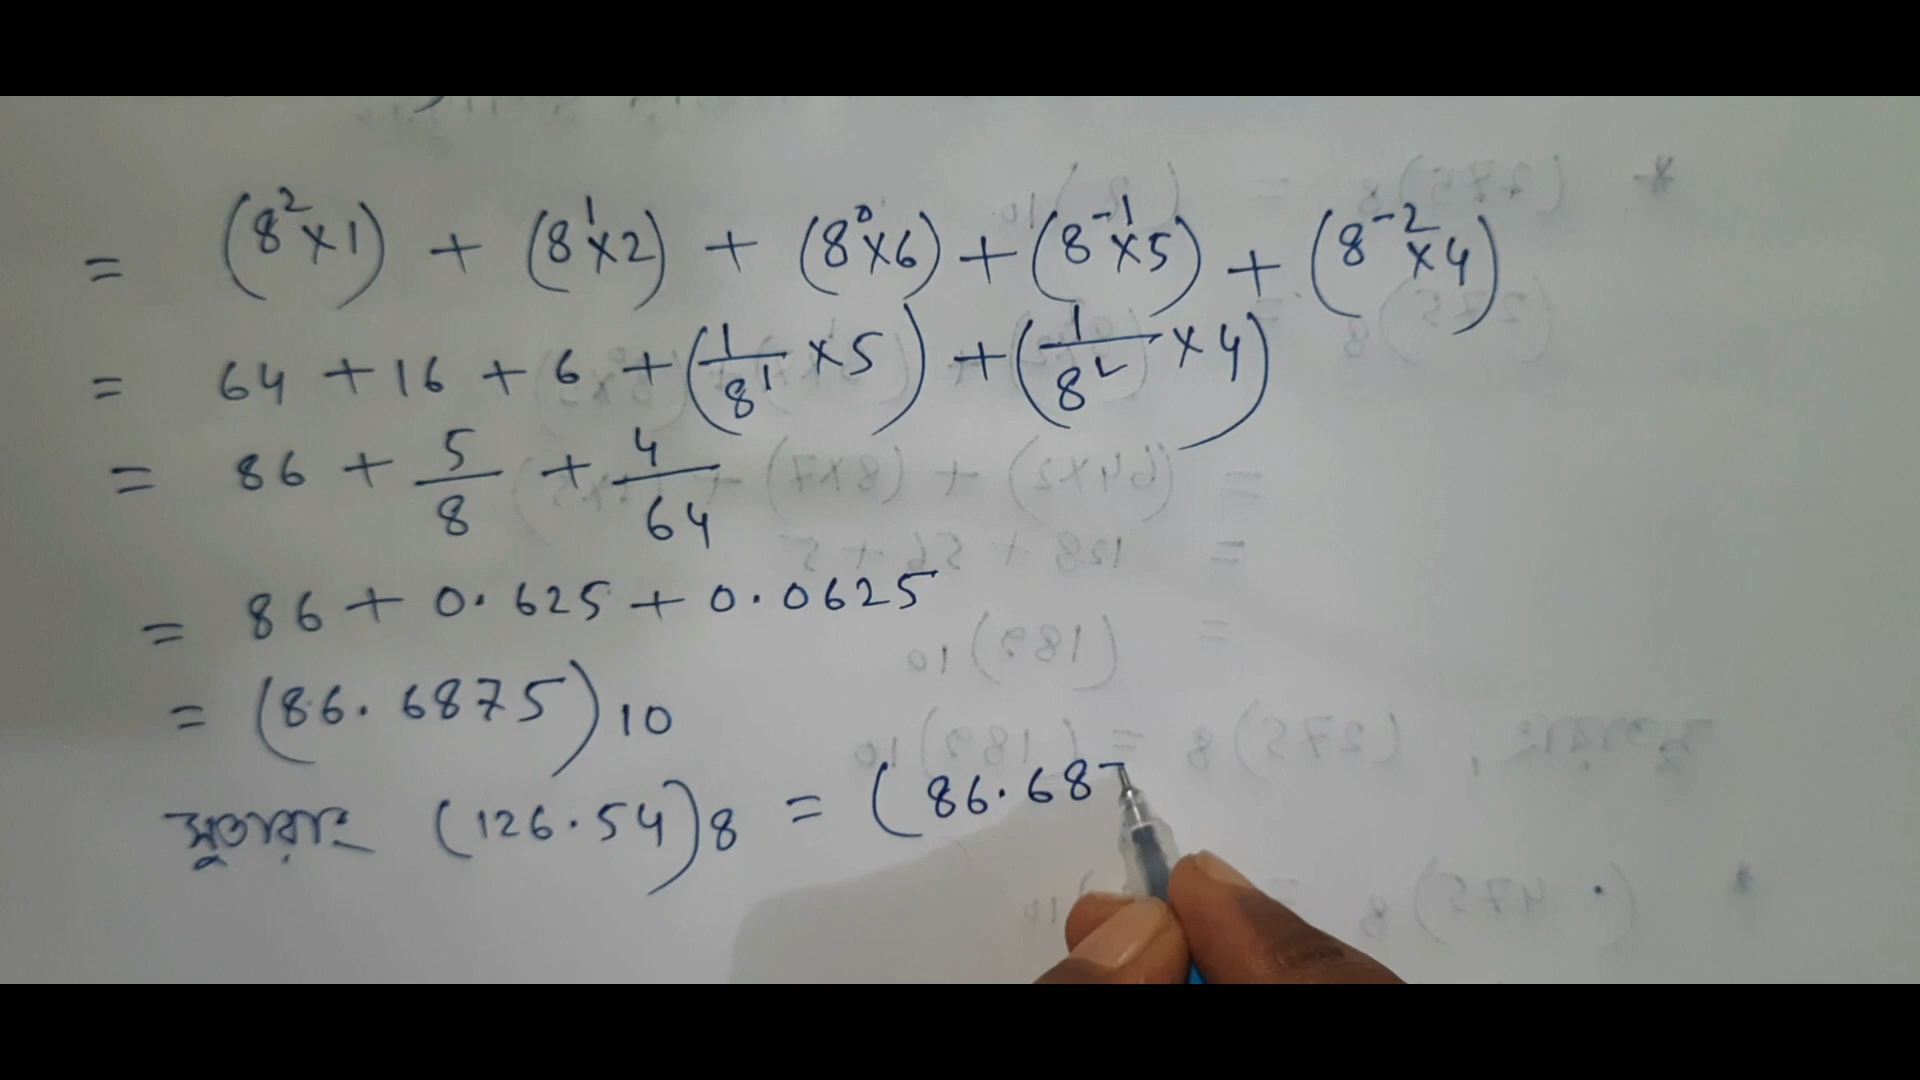 = (8²×1) + (8¹×2) + (8⁰×6) + (8⁻¹×5) + (8⁻²×4)
= 64 + 16 + 6 + (1/8¹ ×5) + (1/8² ×4)
= 86 + 5/8 + 4/64
= 86 + 0.625 + 0.0625
= (86.6875)10
সুতরাং (126.54)8 = (86.687